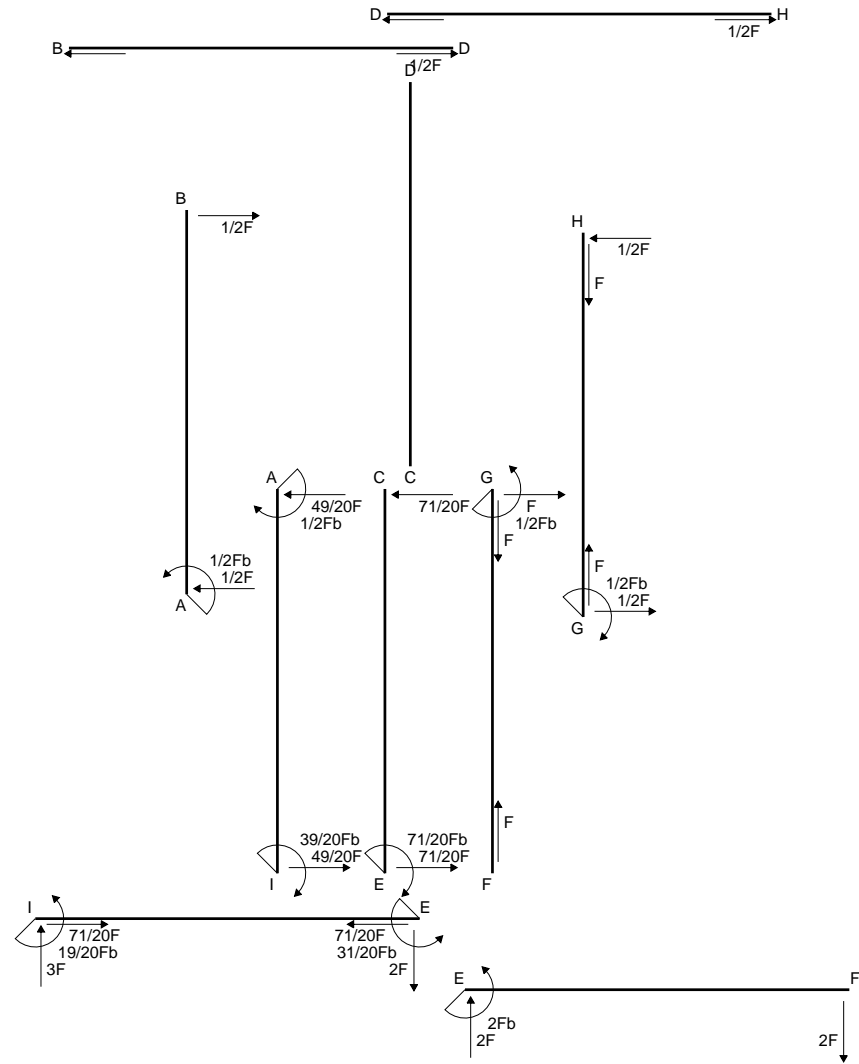 D H
1/2F
B D
1/2F
D
B
1/2F
H
1/2F
F
A C C G
49/20F 71/20F F
1/2Fb 1/2Fb
F
F
1/2Fb 1/2Fb
1/2F 1/2F
A
G
F
39/20Fb 71/20Fb
49/20F 71/20F
I E F
I E
71/20F 71/20F
19/20Fb 31/20Fb
3F 2F
E F
2Fb
2F 2F